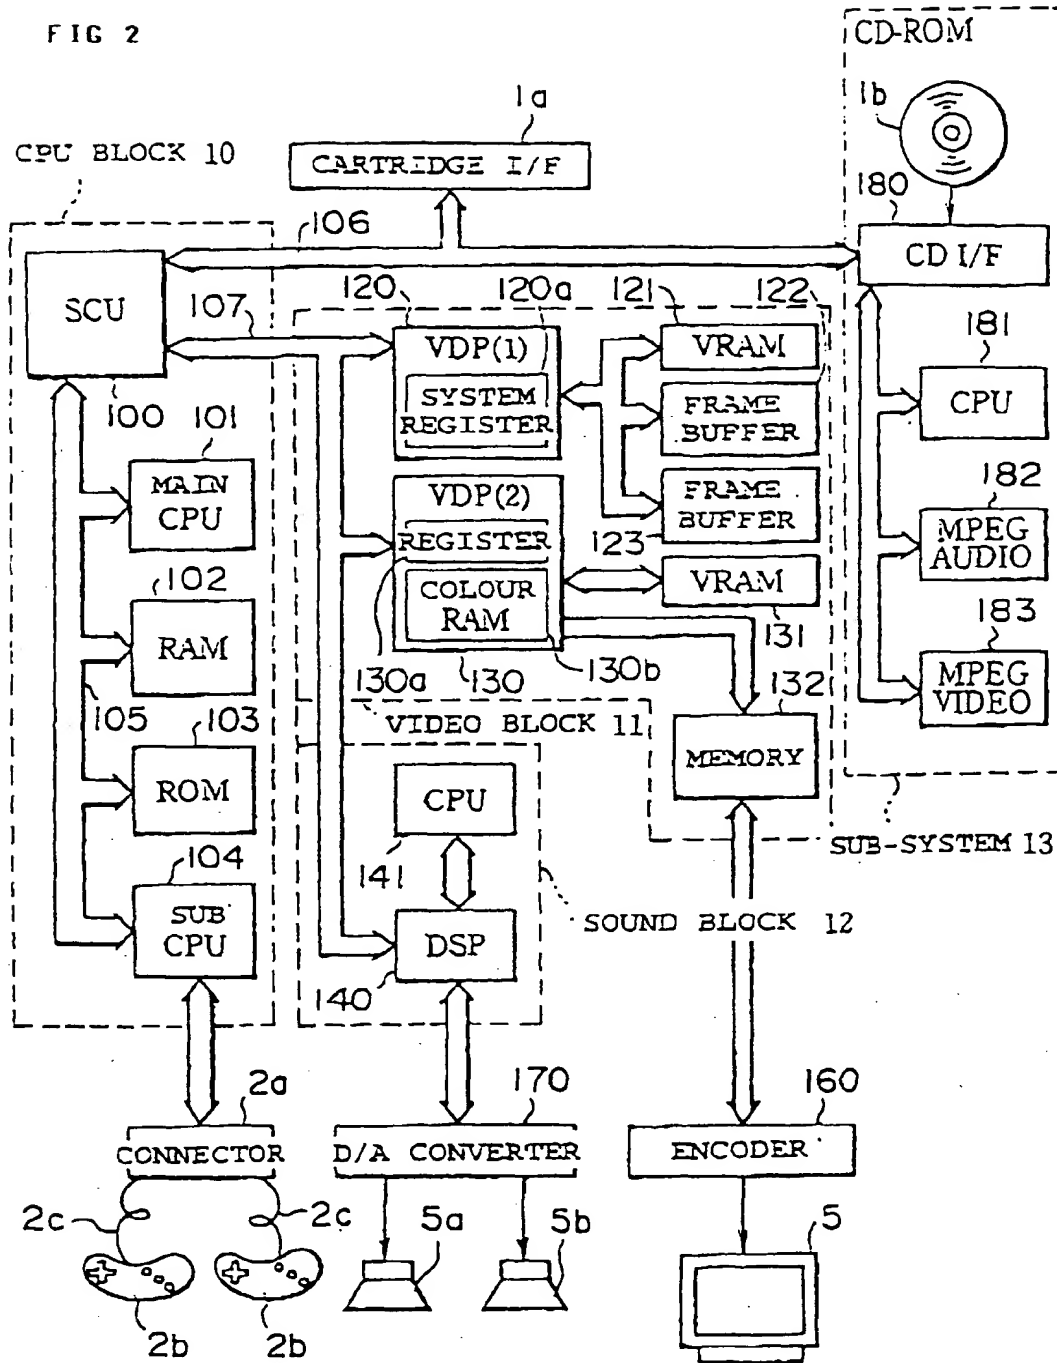 FIG 2
CD-ROM
1b
1a
CPU BLOCK 10
CARTRIDGE I/F
180
106
CD I/F
SCU
107
120
120a
121
122
VDP(1)
VRAM
181
SYSTEM
REGISTER
FRAME
BUFFER
CPU
100
101
MAIN
CPU
VDP(2)
FRAME
BUFFER
182
REGISTER
123
MPEG
AUDIO
102
COLOUR
RAM
VRAM
131
183
RAM
130a
130
130b
132
MPEG
VIDEO
105
103
VIDEO BLOCK 11
MEMORY
ROM
CPU
SUB-SYSTEM 13
104
141
SUB
CPU
SOUND BLOCK 12
DSP
140
2a
170
160
CONNECTOR
D/A CONVERTER
ENCODER
2c
2c
5a
5b
5
2b
2b